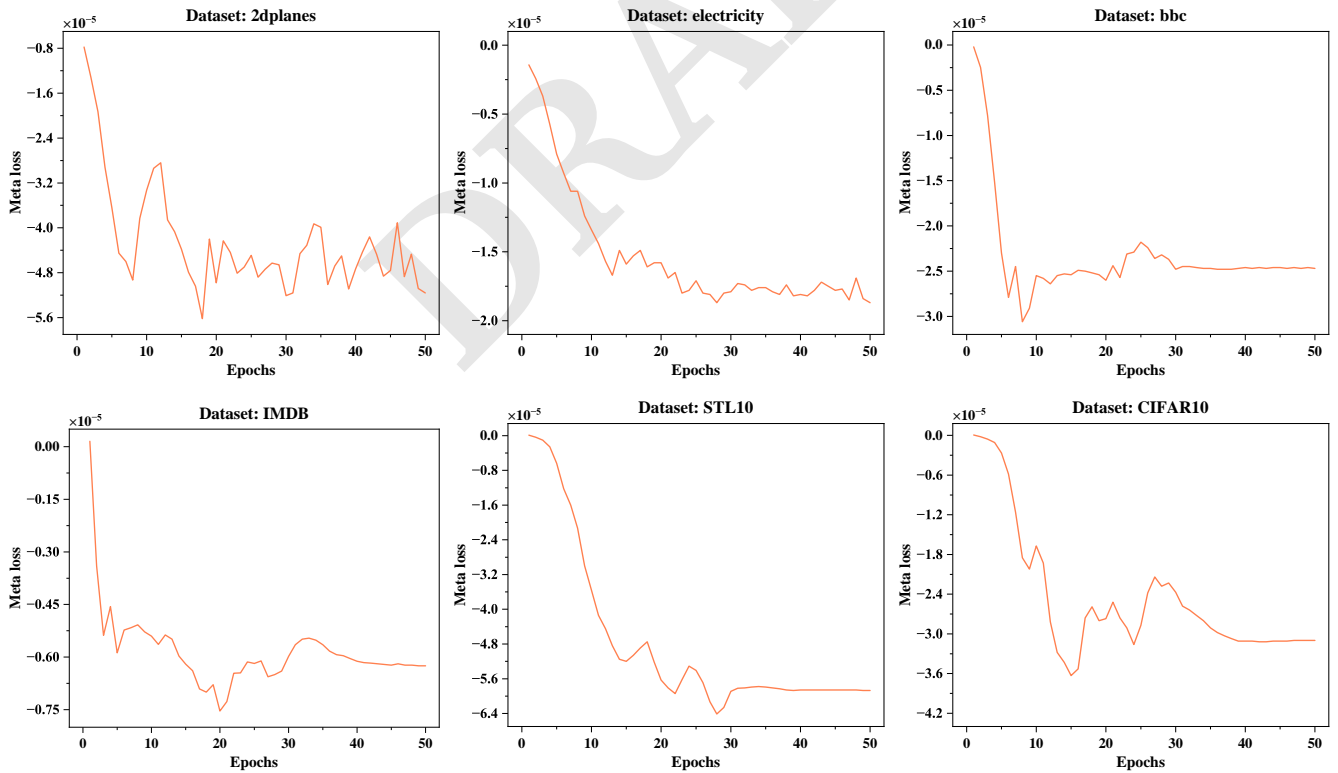 Dataset: 2dplanes
×10⁻⁵
−0.8
−1.6
−2.4
−3.2
−4.0
−4.8
−5.6
Meta loss
0 10 20 30 40 50
Epochs
Dataset: electricity
×10⁻⁵
0.0
−0.5
−1.0
−1.5
−2.0
Meta loss
0 10 20 30 40 50
Epochs
Dataset: bbc
×10⁻⁵
0.0
−0.5
−1.0
−1.5
−2.0
−2.5
−3.0
Meta loss
0 10 20 30 40 50
Epochs
Dataset: IMDB
×10⁻⁵
0.00
−0.15
−0.30
−0.45
−0.60
−0.75
Meta loss
0 10 20 30 40 50
Epochs
Dataset: STL10
×10⁻⁵
0.0
−0.8
−1.6
−2.4
−3.2
−4.0
−4.8
−5.6
−6.4
Meta loss
0 10 20 30 40 50
Epochs
Dataset: CIFAR10
×10⁻⁵
0.0
−0.6
−1.2
−1.8
−2.4
−3.0
−3.6
−4.2
Meta loss
0 10 20 30 40 50
Epochs